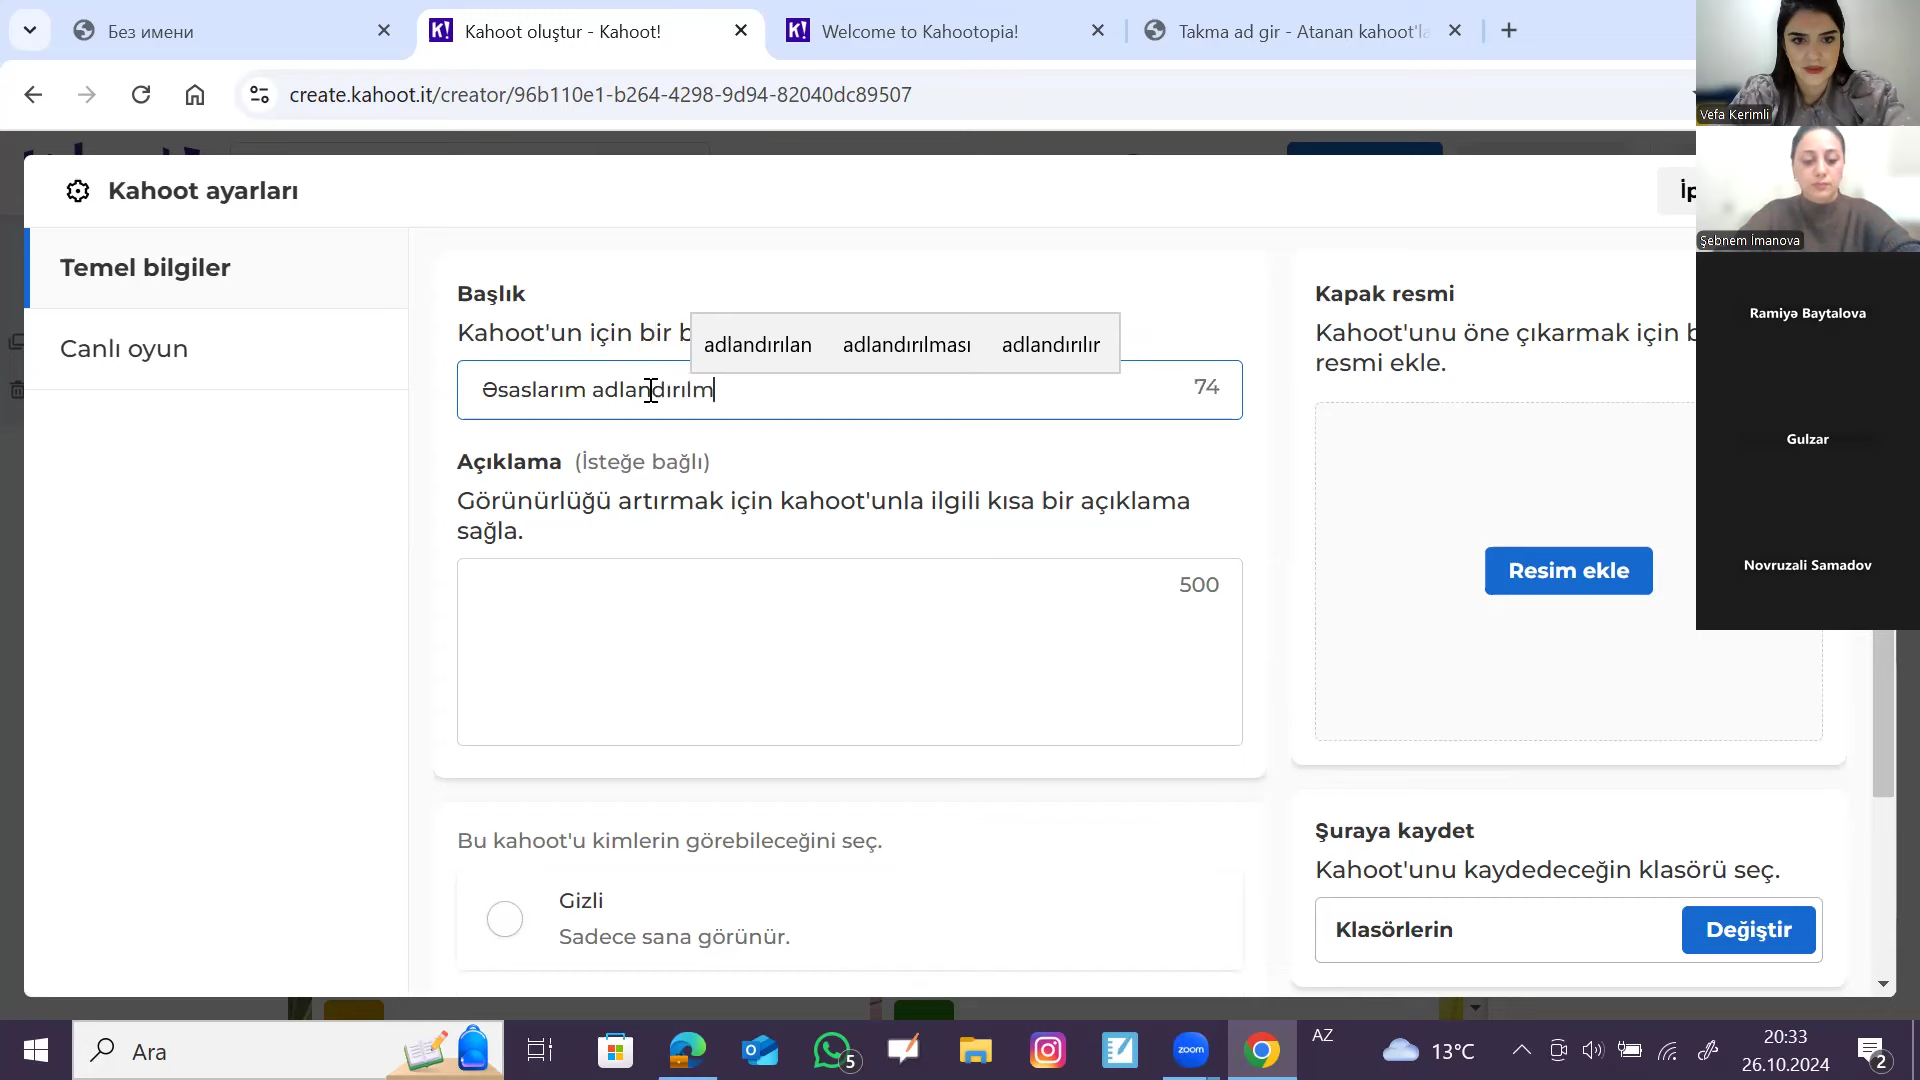 Без имени
Kahoot oluştur - Kahoot!
Welcome to Kahootopia!
Takma ad gir - Atanan kahoot'la
create.kahoot.it/creator/96b110e1-b264-4298-9d94-82040dc89507
Kahoot ayarları
İp
Temel bilgiler
Canlı oyun
Başlık
Kahoot'un için bir b
adlandırılan adlandırılması adlandırılır
Əsaslarım adlandırılm
74
Açıklama (İsteğe bağlı)
Görünürlüğü artırmak için kahoot'unla ilgili kısa bir açıklama
sağla.
500
Bu kahoot'u kimlerin görebileceğini seç.
Gizli
Sadece sana görünür.
Kapak resmi
Kahoot'unu öne çıkarmak için b
resmi ekle.
Resim ekle
Şuraya kaydet
Kahoot'unu kaydedeceğin klasörü seç.
Klasörlerin
Değiştir
Vefa Kerimli
Şebnem İmanova
Ramiyə Baytalova
Gulzar
Novruzali Samadov
Ara
5
zoom
AZ
13°C
20:33
26.10.2024
2